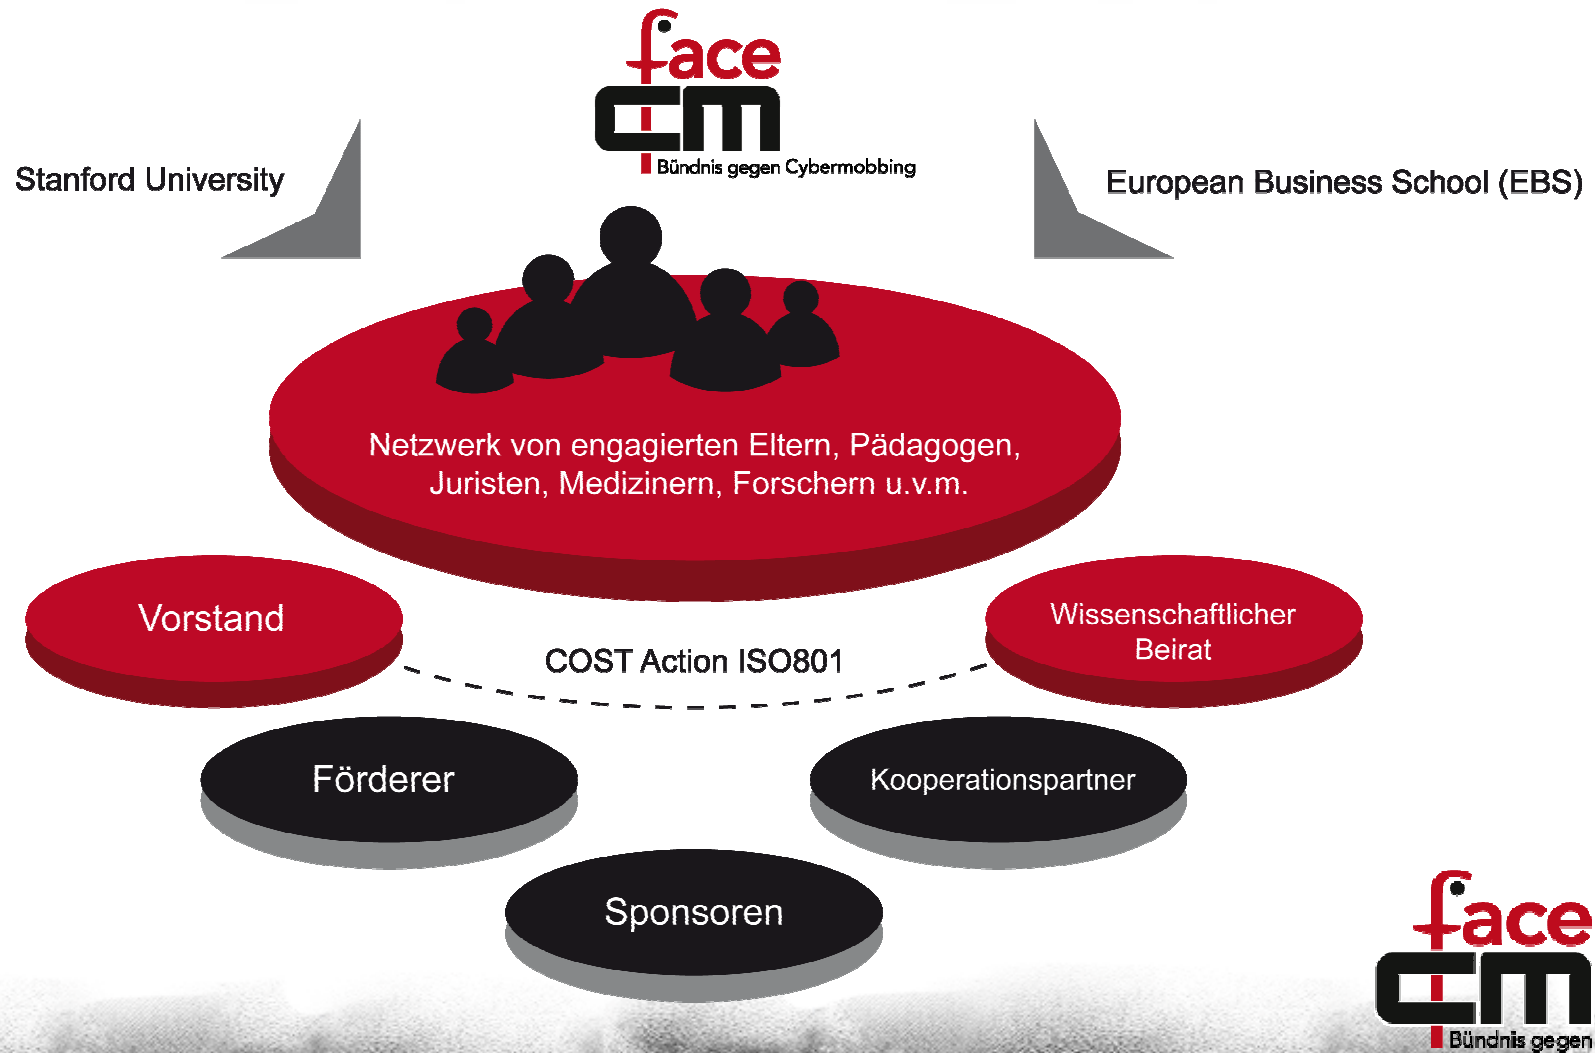 face
cm
Bündnis gegen Cybermobbing
Stanford University
European Business School (EBS)
Netzwerk von engagierten Eltern, Pädagogen,
Juristen, Medizinern, Forschern u.v.m.
Vorstand
Wissenschaftlicher
Beirat
COST Action ISO801
Förderer
Kooperationspartner
Sponsoren
face
cm
Bündnis gegen